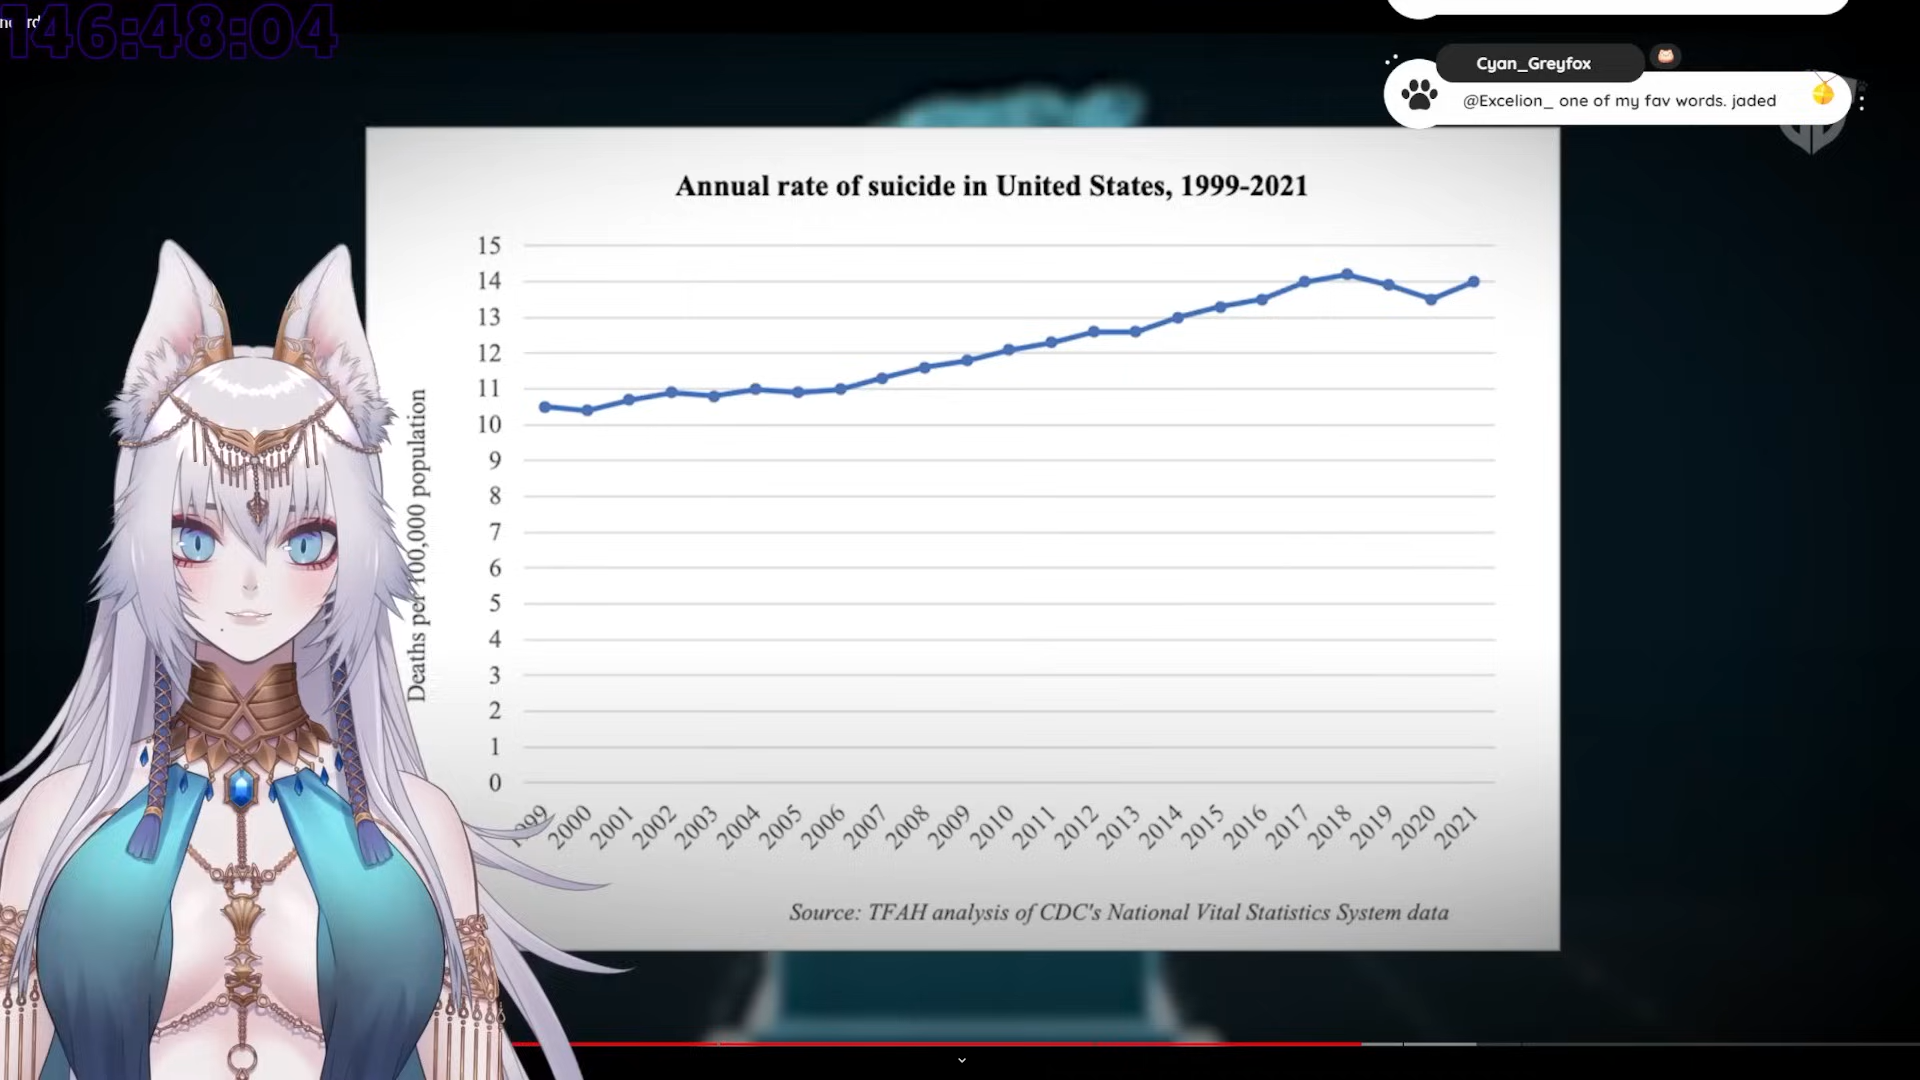 146:48:04
Cyan_Greyfox
@Excelion_ one of my fav words. jaded
Annual rate of suicide in United States, 1999-2021
15
14
13
12
11
10
9
8
7
6
5
4
3
2
1
0
Deaths per 100,000 population
1999 2000 2001 2002 2003 2004 2005 2006 2007 2008 2009 2010 2011 2012 2013 2014 2015 2016 2017 2018 2019 2020 2021
Source: TFAH analysis of CDC's National Vital Statistics System data